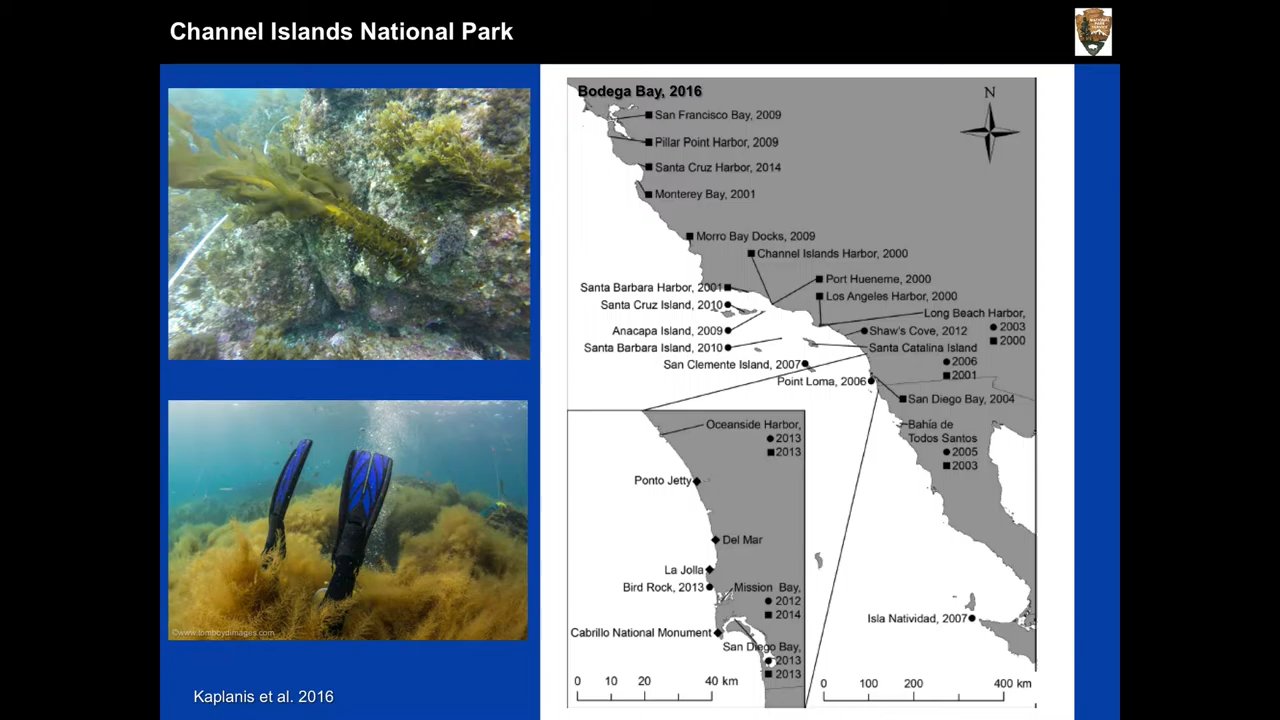 Channel Islands National Park
NATIONAL
PARK
SERVICE
Bodega Bay, 2016
N
San Francisco Bay, 2009
Pillar Point Harbor, 2009
Santa Cruz Harbor, 2014
Monterey Bay, 2001
Morro Bay Docks, 2009
Channel Islands Harbor, 2000
Port Hueneme, 2000
Santa Barbara Harbor, 2001
Los Angeles Harbor, 2000
Santa Cruz Island, 2010
Long Beach Harbor,
2003
2000
Anacapa Island, 2009
Shaw's Cove, 2012
Santa Barbara Island, 2010
Santa Catalina Island
2006
2001
San Clemente Island, 2007
Point Loma, 2006
San Diego Bay, 2004
Bahía de
Todos Santos
2005
2003
Oceanside Harbor,
2013
2013
Ponto Jetty
Del Mar
La Jolla
Bird Rock, 2013
Mission Bay,
2012
2014
Cabrillo National Monument
San Diego Bay,
2013
2013
Isla Natividad, 2007
0 10 20 40 km
0 100 200 400 km
©www.tomboydimages.com
Kaplanis et al. 2016